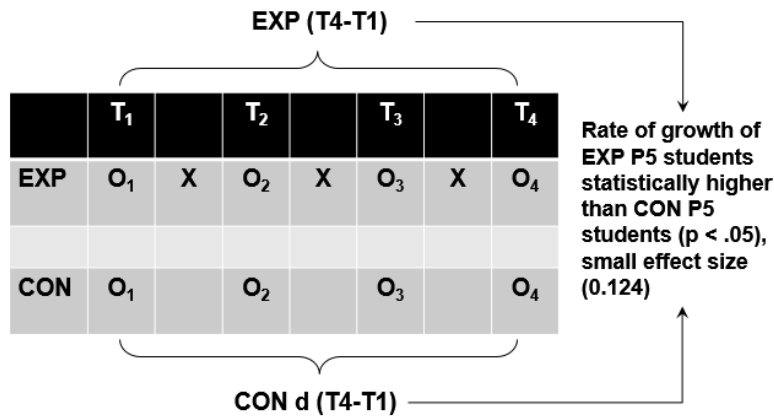 EXP (T4-T1)
T₁ T₂ T₃ T₄
EXP O₁ X O₂ X O₃ X O₄
CON O₁ O₂ O₃ O₄
CON d (T4-T1)
Rate of growth of
EXP P5 students
statistically higher
than CON P5
students (p < .05),
small effect size
(0.124)